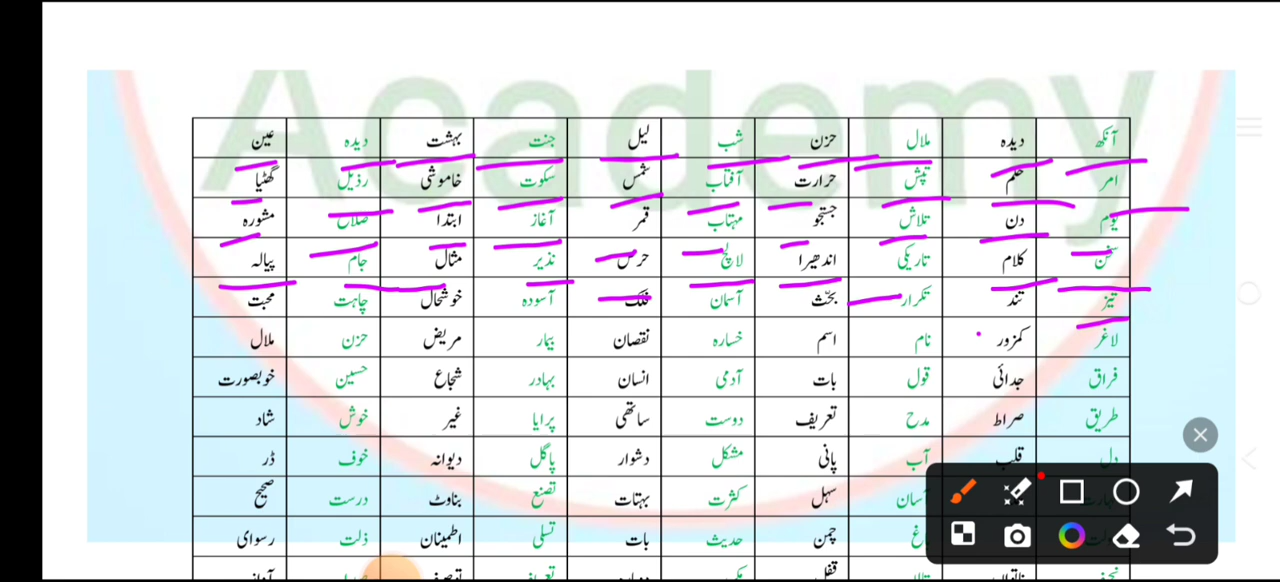 Academy
آنکھ دیدہ ملال حزن شب لیل جنت بہشت دیدہ عین
امر حکم تپش حرارت آفتاب شمس سکوت خاموشی رذیل گھٹیا
یوم دن تلاش جستجو مہتاب قمر آغاز ابتدا صلاح مشورہ
سخن کلام تاریکی اندھیرا لالچ حرص نذیر مثال جام پیالہ
تیز تند تکرار بحث آسمان فلک آسودہ خوشحال چاہت محبت
لاغر کمزور نام اسم خسارہ نقصان بیمار مریض حزن ملال
فراق جدائی قول بات آدمی انسان بہادر شجاع حسین خوبصورت
طریق صراط مدح تعریف دوست ساتھی پرایا غیر خوش شاد
دل قلب آب پانی مشکل دشوار پاگل دیوانہ خوف ڈر
آسان سہل کثرت بہتات تصنع بناوٹ درست صحیح
باغ چمن حدیث بات تسلی اطمینان ذلت رسوای
قفل